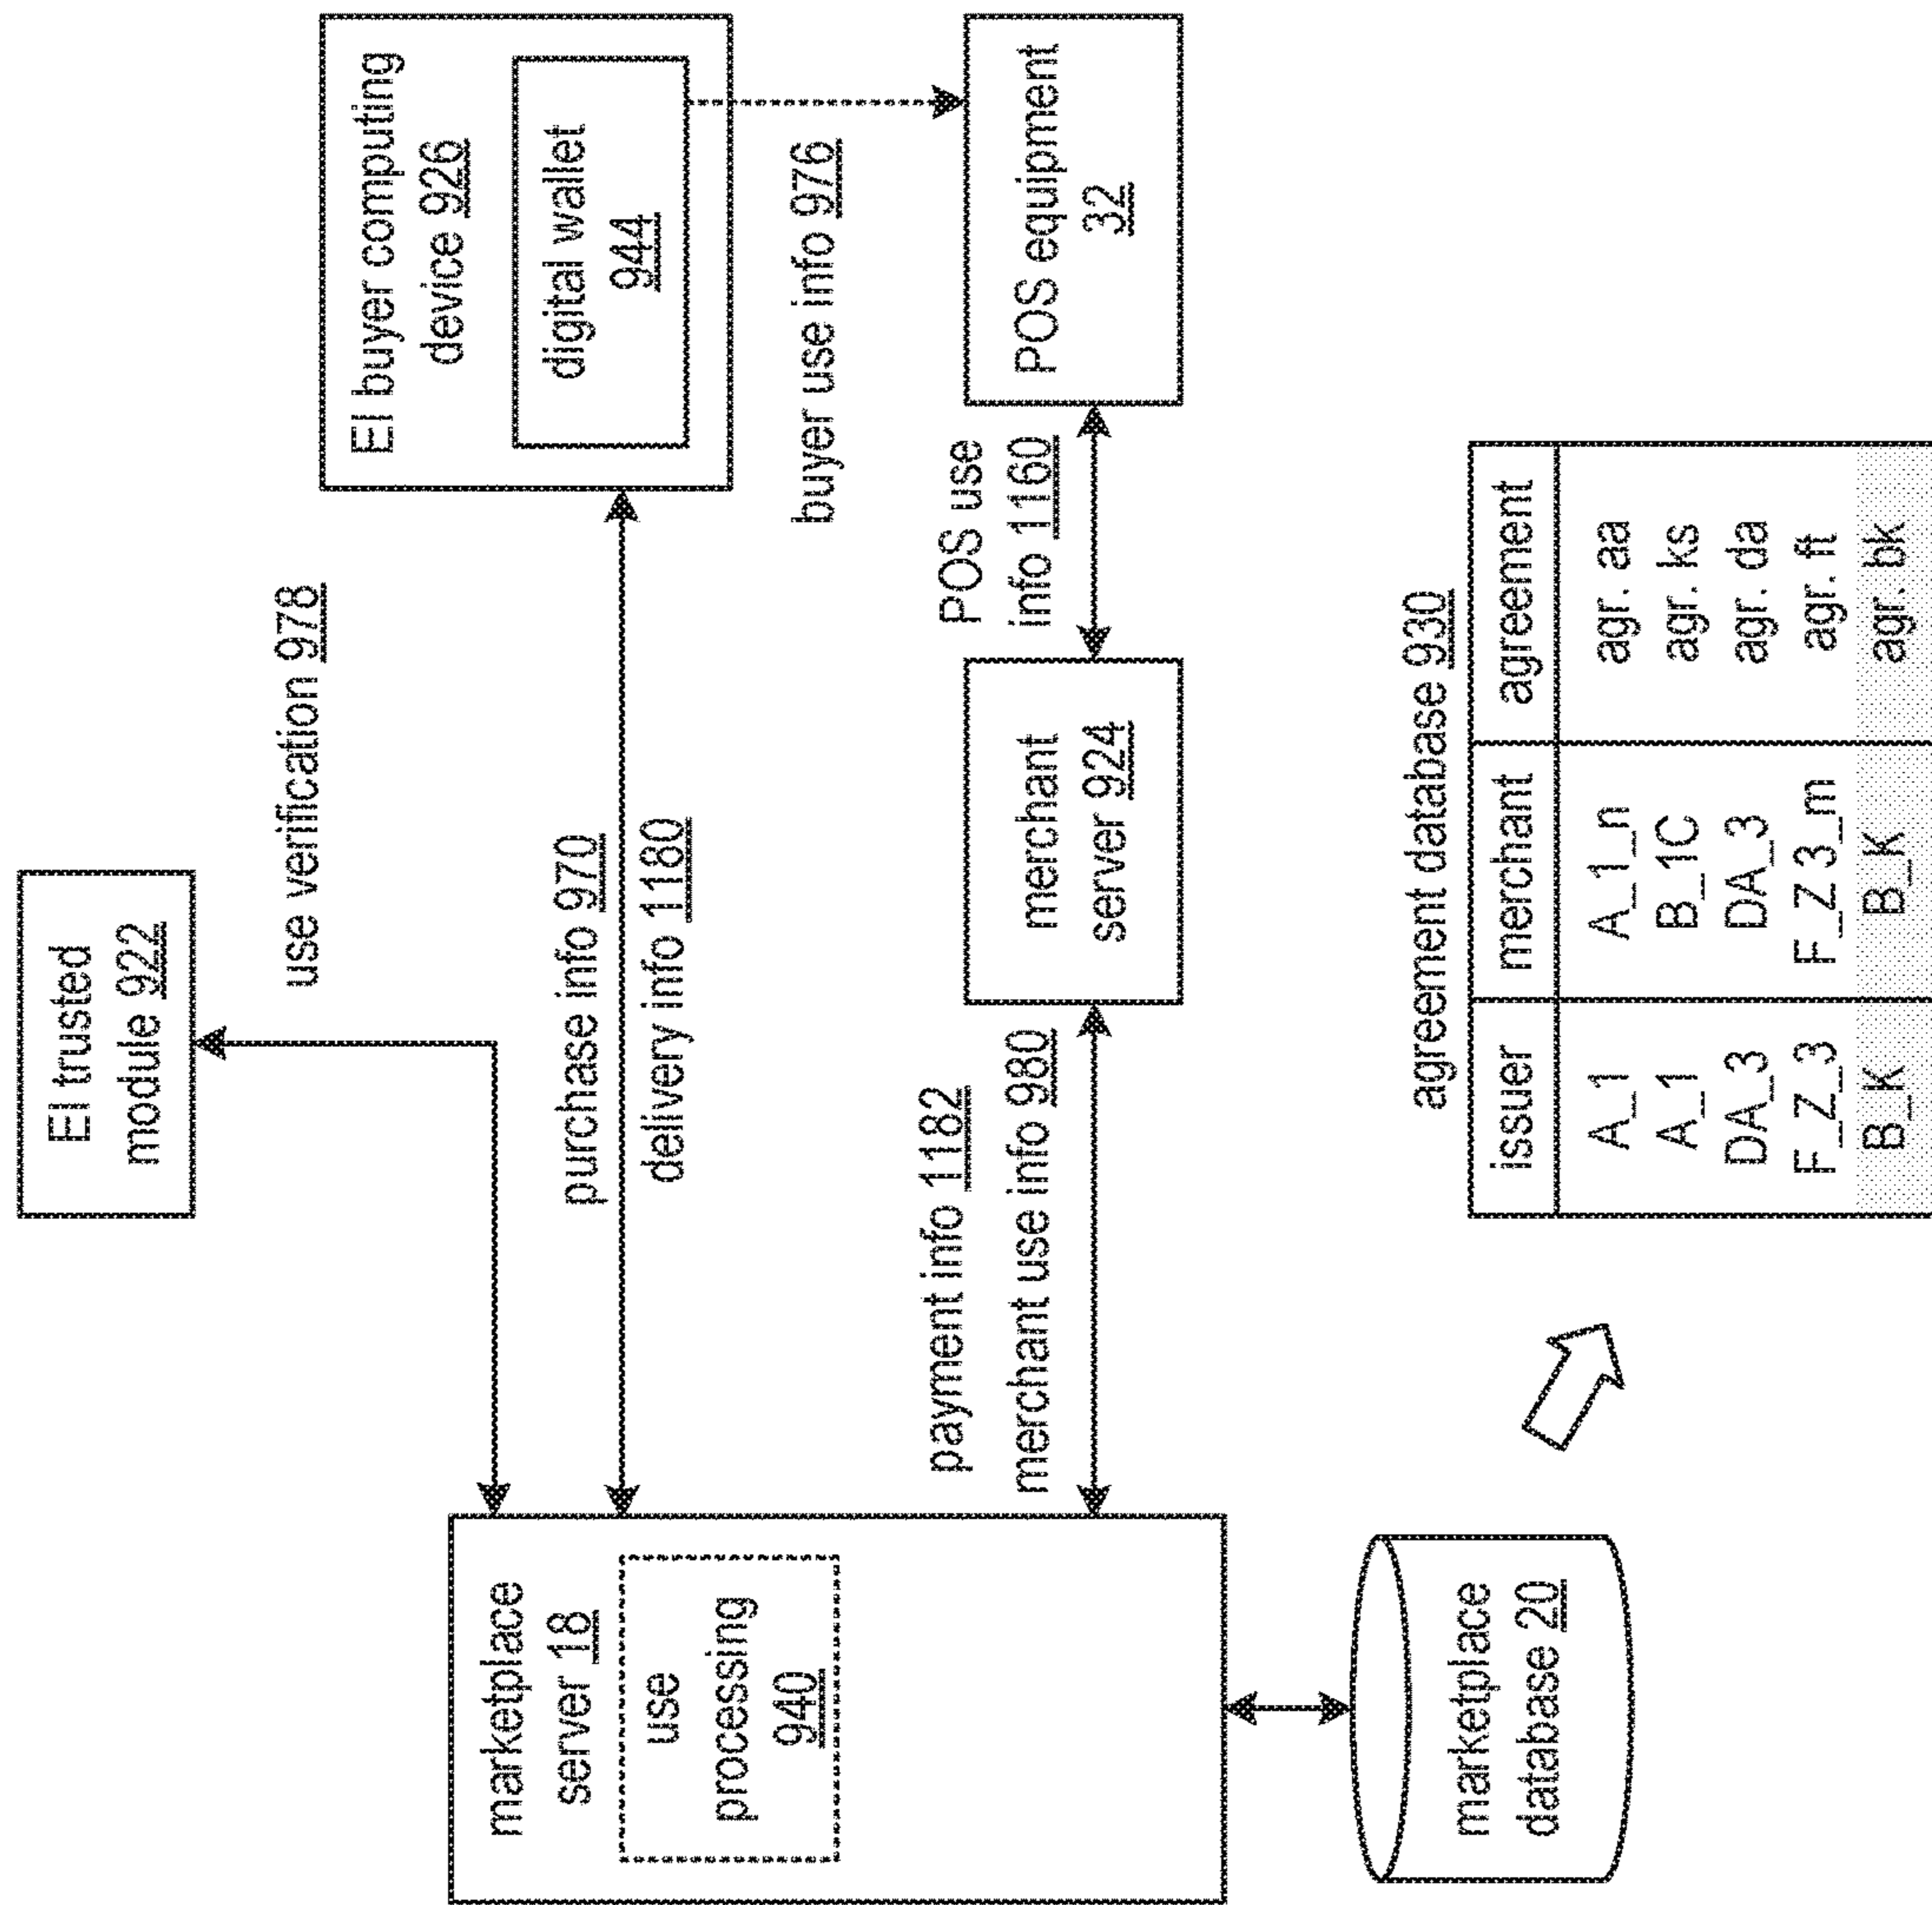 EI trusted
module 922
use verification 978
EI buyer computing
device 926
digital wallet
944
marketplace
server 18
use
processing
940
purchase info 970
delivery info 1180
buyer use info 976
payment info 1182
merchant use info 980
merchant
server 924
POS use
info 1160
POS equipment
32
marketplace
database 20
agreement database 930
issuer merchant agreement
A_1 A_1_n agr. aa
A_1 B_1C agr. ks
DA_3 DA_3 agr. da
F_Z_3 F_Z_3_m agr. ft
B_K B_K agr. bk